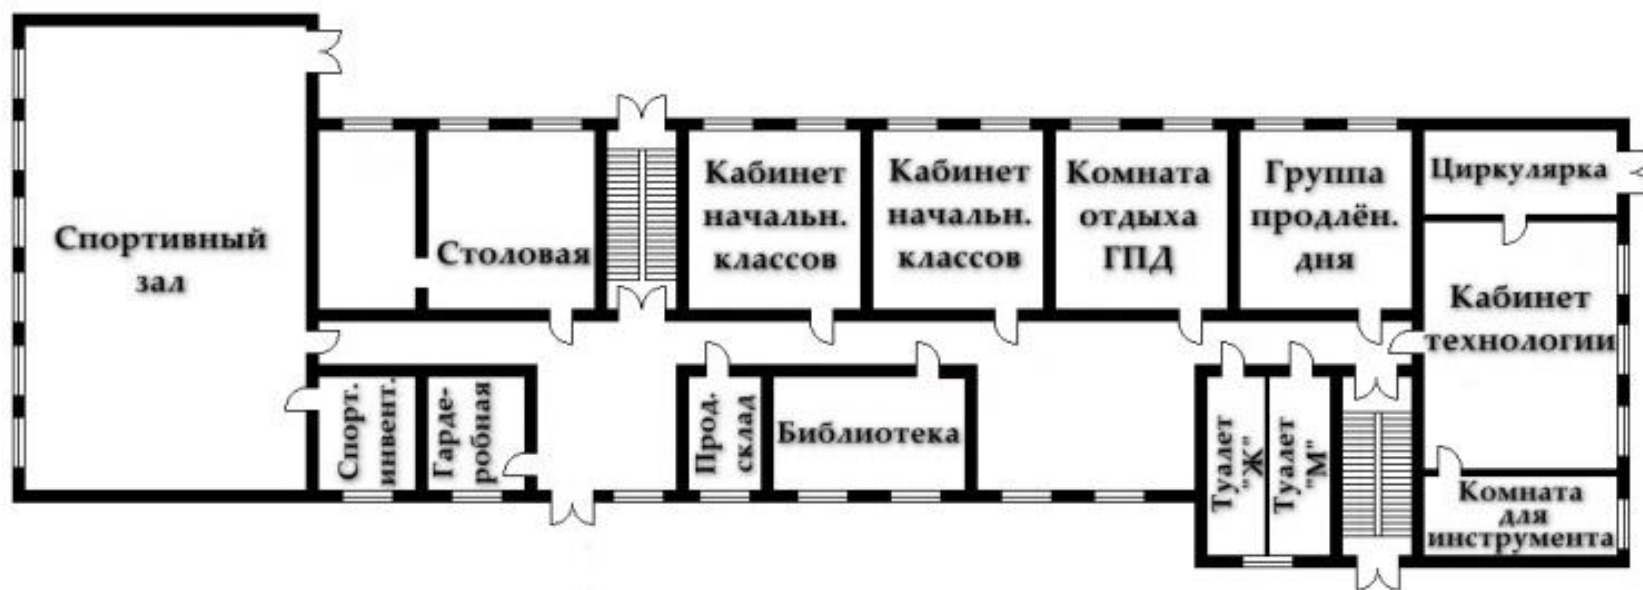 Спортивный
зал
Столовая
Кабинет
начальн.
классов
Кабинет
начальн.
классов
Комната
отдыха
ГПД
Группа
продлён.
дня
Циркулярка
Кабинет
технологии
Спорт.
инвент.
Гарде-
робная
Прод.
склад
Библиотека
Туалет
"Ж"
Туалет
"М"
Комната
для
инструмента